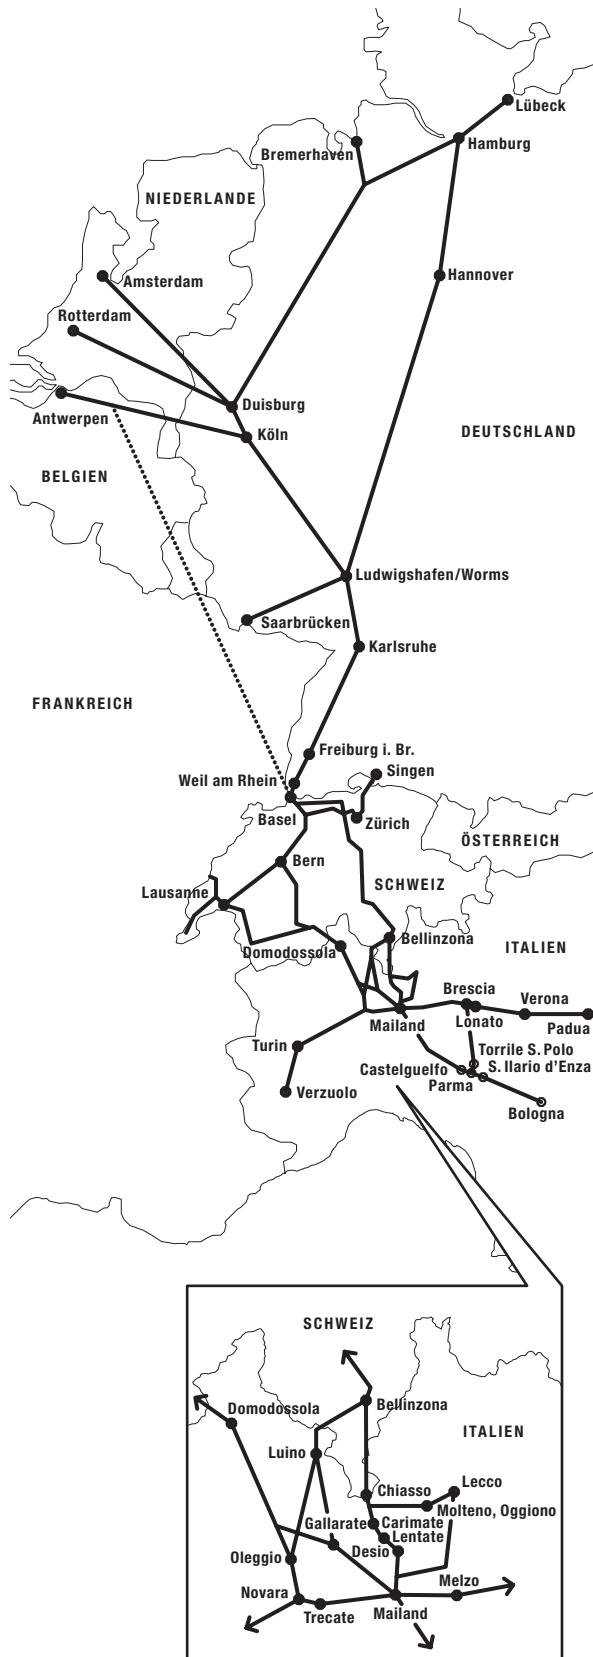 Lübeck
Hamburg
Bremerhaven
NIEDERLANDE
Amsterdam
Hannover
Rotterdam
Duisburg
Antwerpen
Köln
DEUTSCHLAND
BELGIEN
Ludwigshafen/Worms
Saarbrücken
Karlsruhe
FRANKREICH
Freiburg i. Br.
Singen
Weil am Rhein
Basel
Zürich
ÖSTERREICH
Bern
SCHWEIZ
Lausanne
Bellinzona
Domodossola
ITALIEN
Brescia
Verona
Mailand
Lonato
Padua
Turin
Torrile S. Polo
Castelguelfo
S. Ilario d'Enza
Parma
Verzuolo
Bologna
SCHWEIZ
Domodossola
Bellinzona
ITALIEN
Luino
Lecco
Chiasso
Molteno, Oggiono
Gallarate
Carimate
Lentate
Desio
Oleggio
Melzo
Novara
Trecate
Mailand